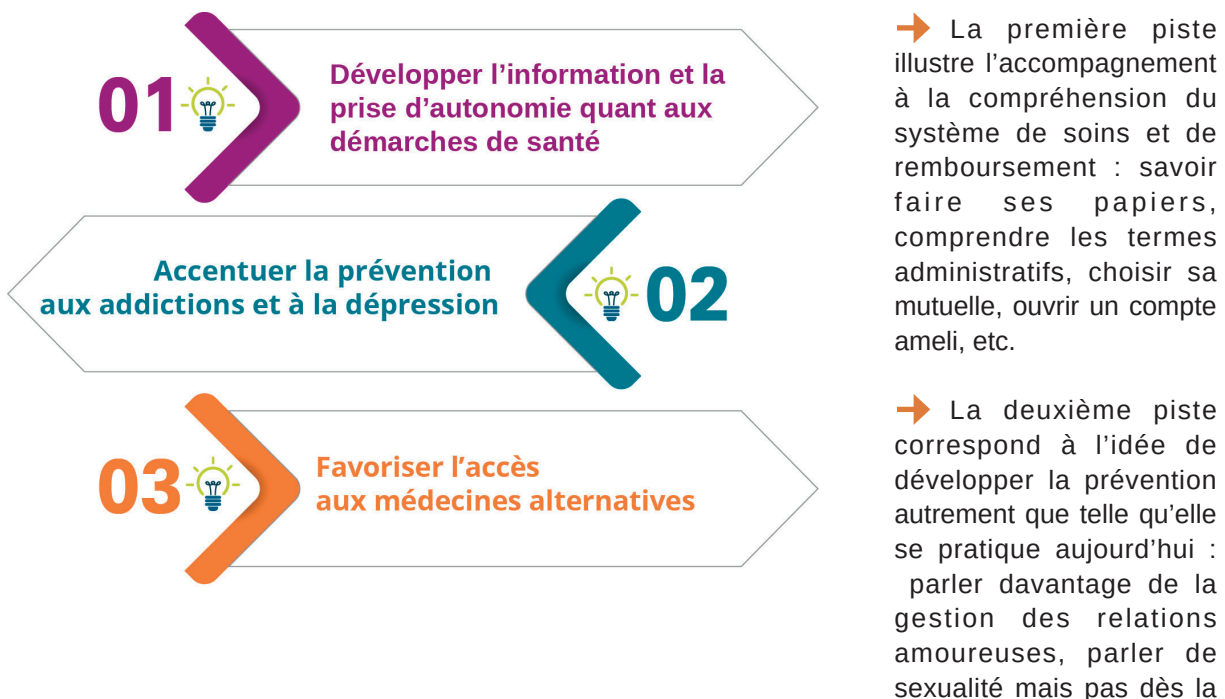 01
Développer l’information et la
prise d’autonomie quant aux
démarches de santé
Accentuer la prévention
aux addictions et à la dépression
02
03
Favoriser l’accès
aux médecines alternatives
La première piste
illustre l’accompagnement
à la compréhension du
système de soins et de
remboursement : savoir
faire ses papiers,
comprendre les termes
administratifs, choisir sa
mutuelle, ouvrir un compte
ameli, etc.
La deuxième piste
correspond à l’idée de
développer la prévention
autrement que telle qu’elle
se pratique aujourd’hui :
parler davantage de la
gestion des relations
amoureuses, parler de
sexualité mais pas dès la